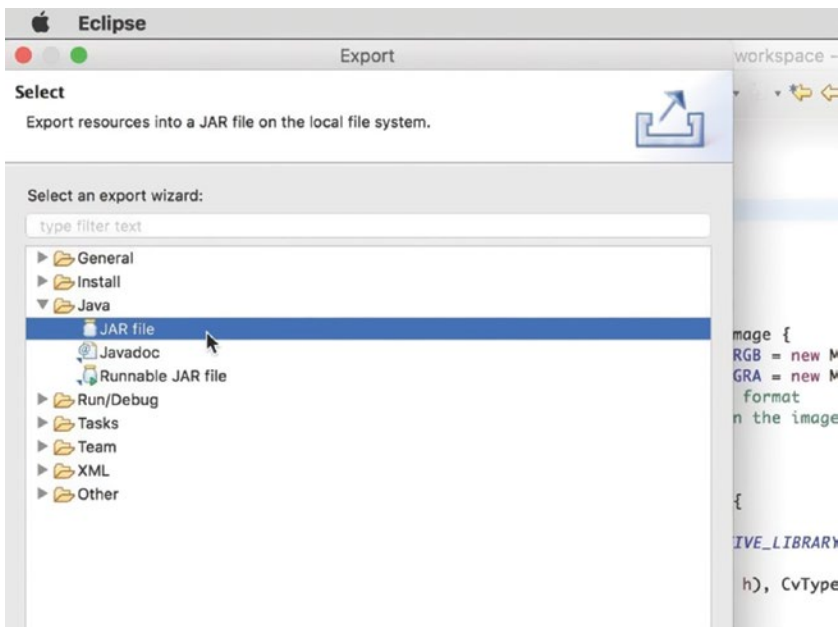 Eclipse
Export
workspace –
Select
Export resources into a JAR file on the local file system.
Select an export wizard:
type filter text
General
Install
Java
JAR file
Javadoc
Runnable JAR file
Run/Debug
Tasks
Team
XML
Other
mage {
RGB = new M
GRA = new M
format
n the image
{
IVE_LIBRARY
h), CvType